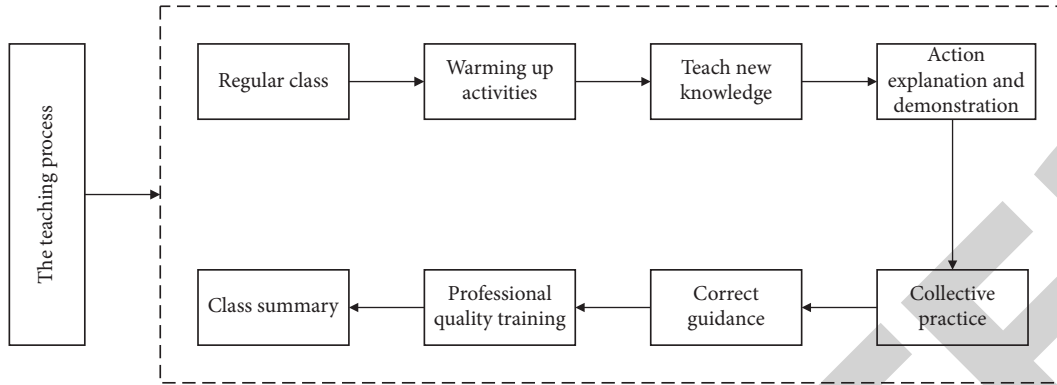 The teaching process
Regular class
Warming up
activities
Teach new
knowledge
Action
explanation and
demonstration
Class summary
Professional
quality training
Correct
guidance
Collective
practice